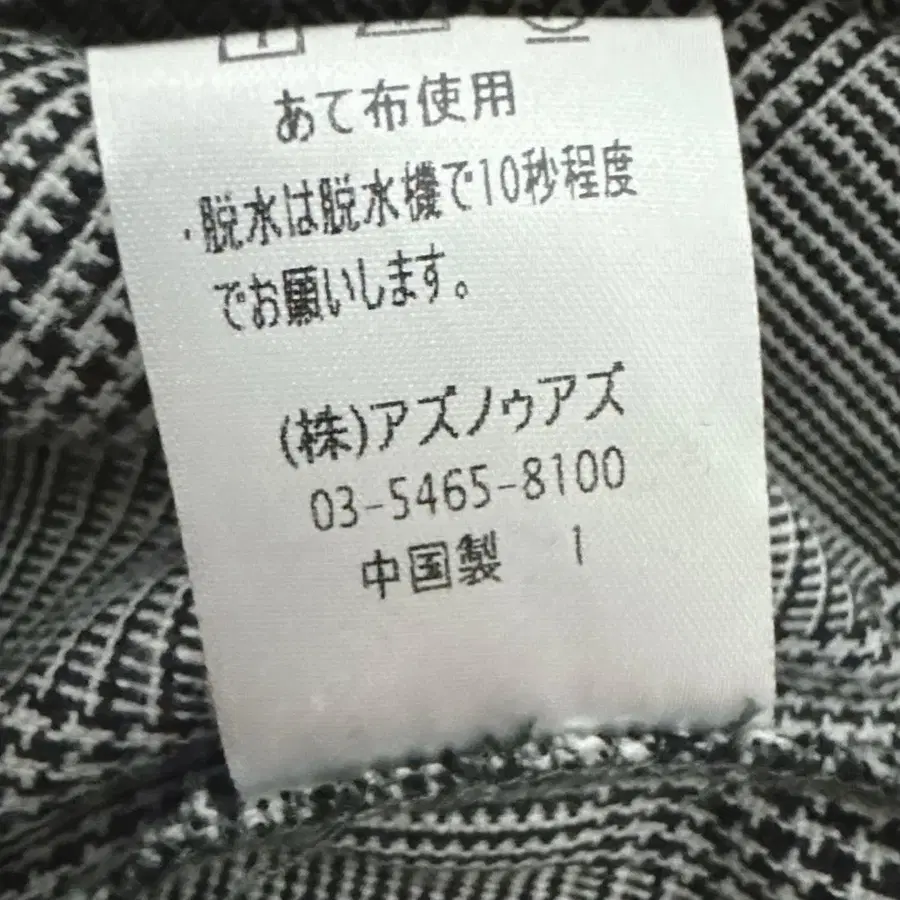 あて布使用
・脱水は脱水機で10秒程度
でお願いします。
(株)アズノゥアズ
03-5465-8100
中国製 1